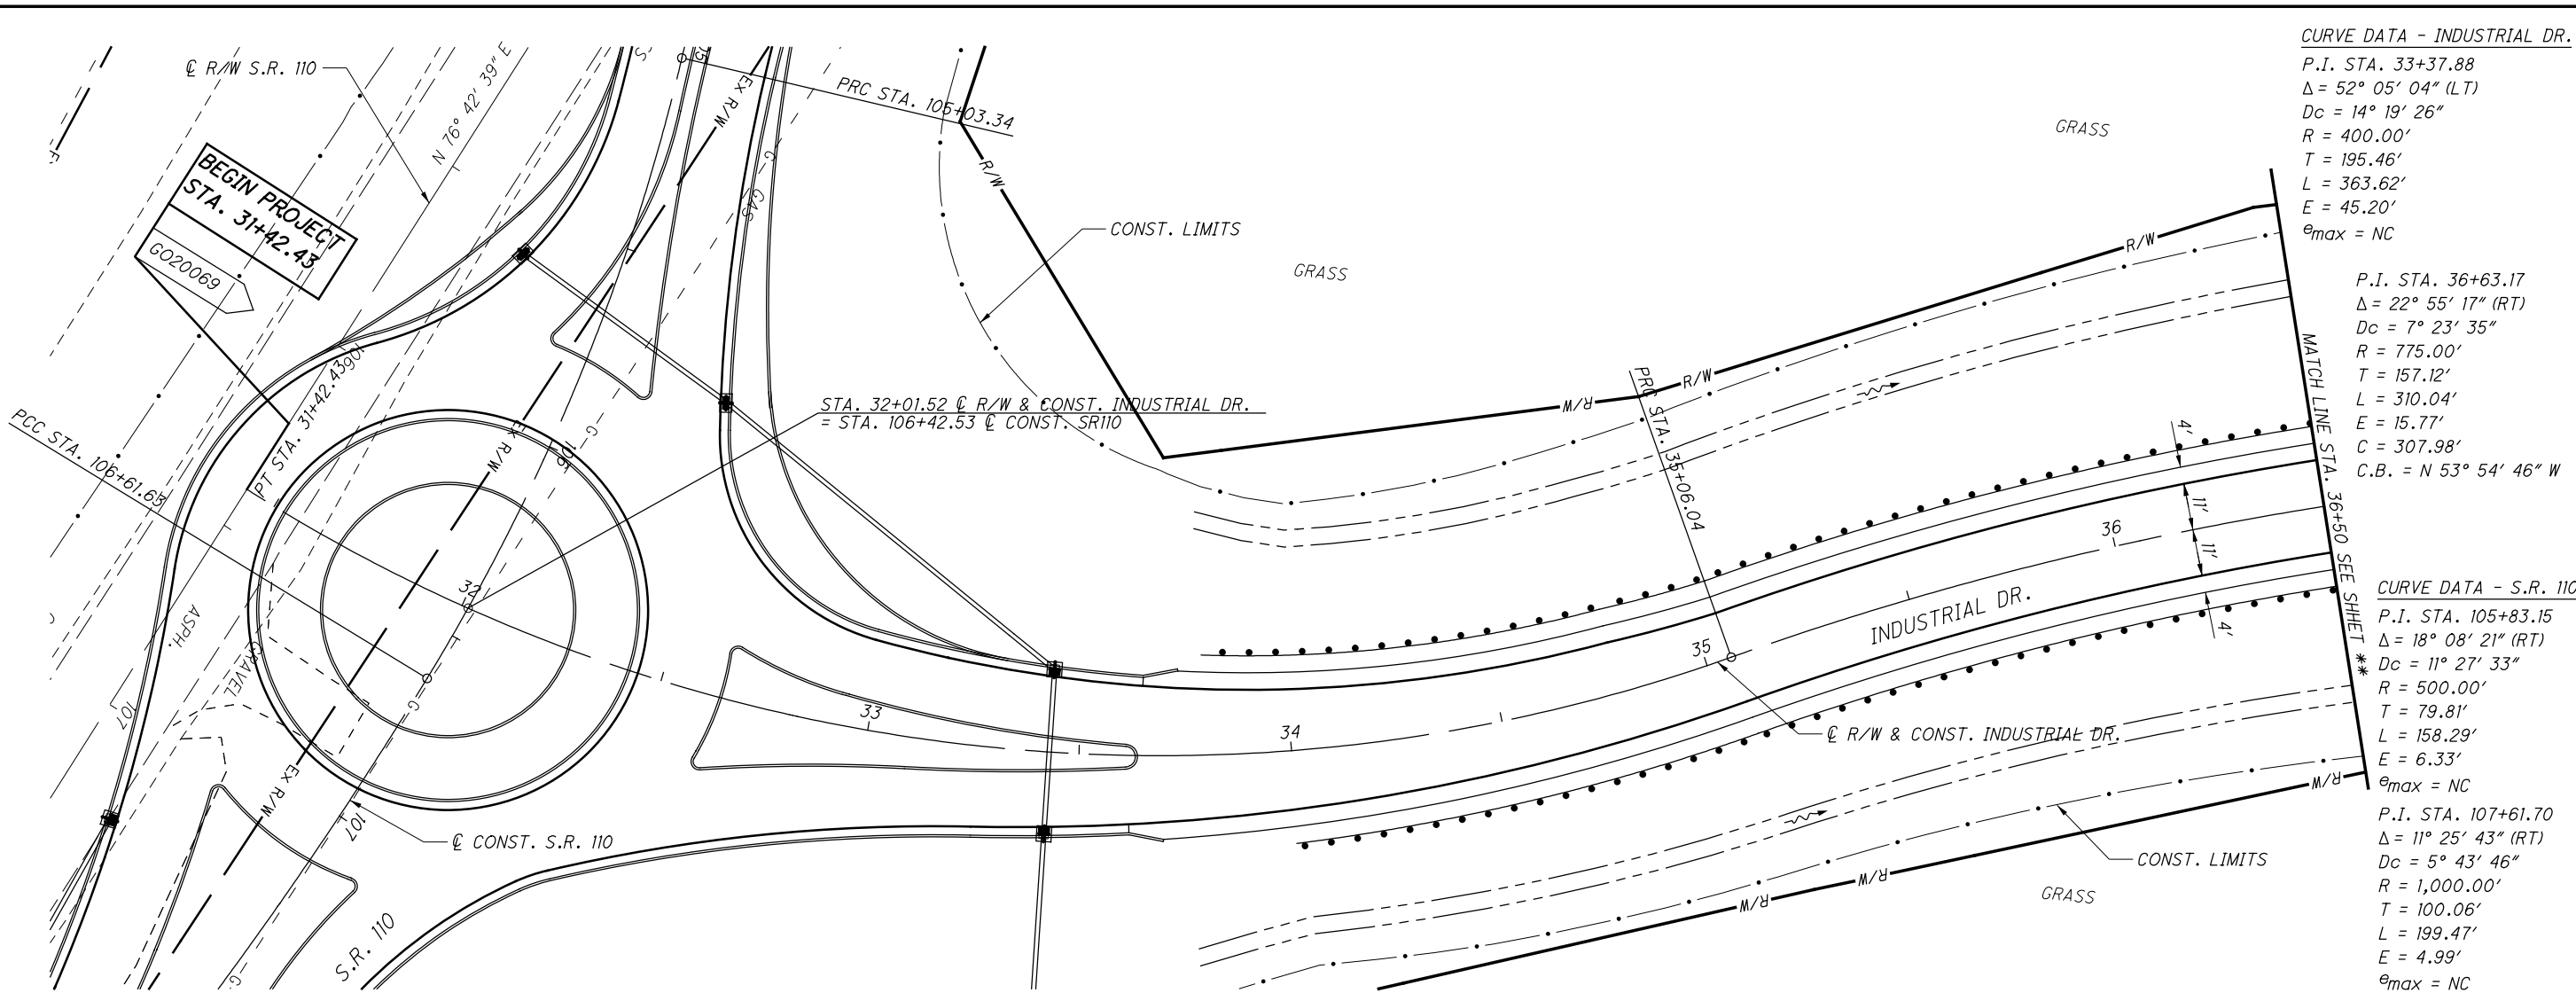 CURVE DATA - INDUSTRIAL DR.
P.I. STA. 33+37.88
Δ = 52° 05′ 04″ (LT)
Dc = 14° 19′ 26″
R = 400.00′
T = 195.46′
L = 363.62′
E = 45.20′
emax = NC
P.I. STA. 36+63.17
Δ = 22° 55′ 17″ (RT)
Dc = 7° 23′ 35″
R = 775.00′
T = 157.12′
L = 310.04′
E = 15.77′
C = 307.98′
C.B. = N 53° 54′ 46″ W
CURVE DATA - S.R. 110
P.I. STA. 105+83.15
Δ = 18° 08′ 21″ (RT)
Dc = 11° 27′ 33″
R = 500.00′
T = 79.81′
L = 158.29′
E = 6.33′
emax = NC
P.I. STA. 107+61.70
Δ = 11° 25′ 43″ (RT)
Dc = 5° 43′ 46″
R = 1,000.00′
T = 100.06′
L = 199.47′
E = 4.99′
emax = NC
℄ R/W S.R. 110
N 76° 42′ 39″ E
BEGIN PROJECT
STA. 31+42.43
GO20069
PRC STA. 105+03.34
EX R/W
G
GAS
R/W
CONST. LIMITS
GRASS
GRASS
R/W
R/W
R/W
PRC STA. 35+06.04
MATCH LINE STA. 36+50 SEE SHHET **
PCC STA. 106+61.63
PT STA. 31+42.43
90
STA. 32+01.52 ℄ R/W & CONST. INDUSTRIAL DR.
= STA. 106+42.53 ℄ CONST. SR110
EX R/W
G
106
32
33
34
35
36
4′
11′
11′
4′
INDUSTRIAL DR.
℄ R/W & CONST. INDUSTRIAL DR.
ASPH.
GRAVEL
107
G
EX R/W
107
℄ CONST. S.R. 110
S.R. 110
G
CONST. LIMITS
GRASS
R/W
R/W
R/W